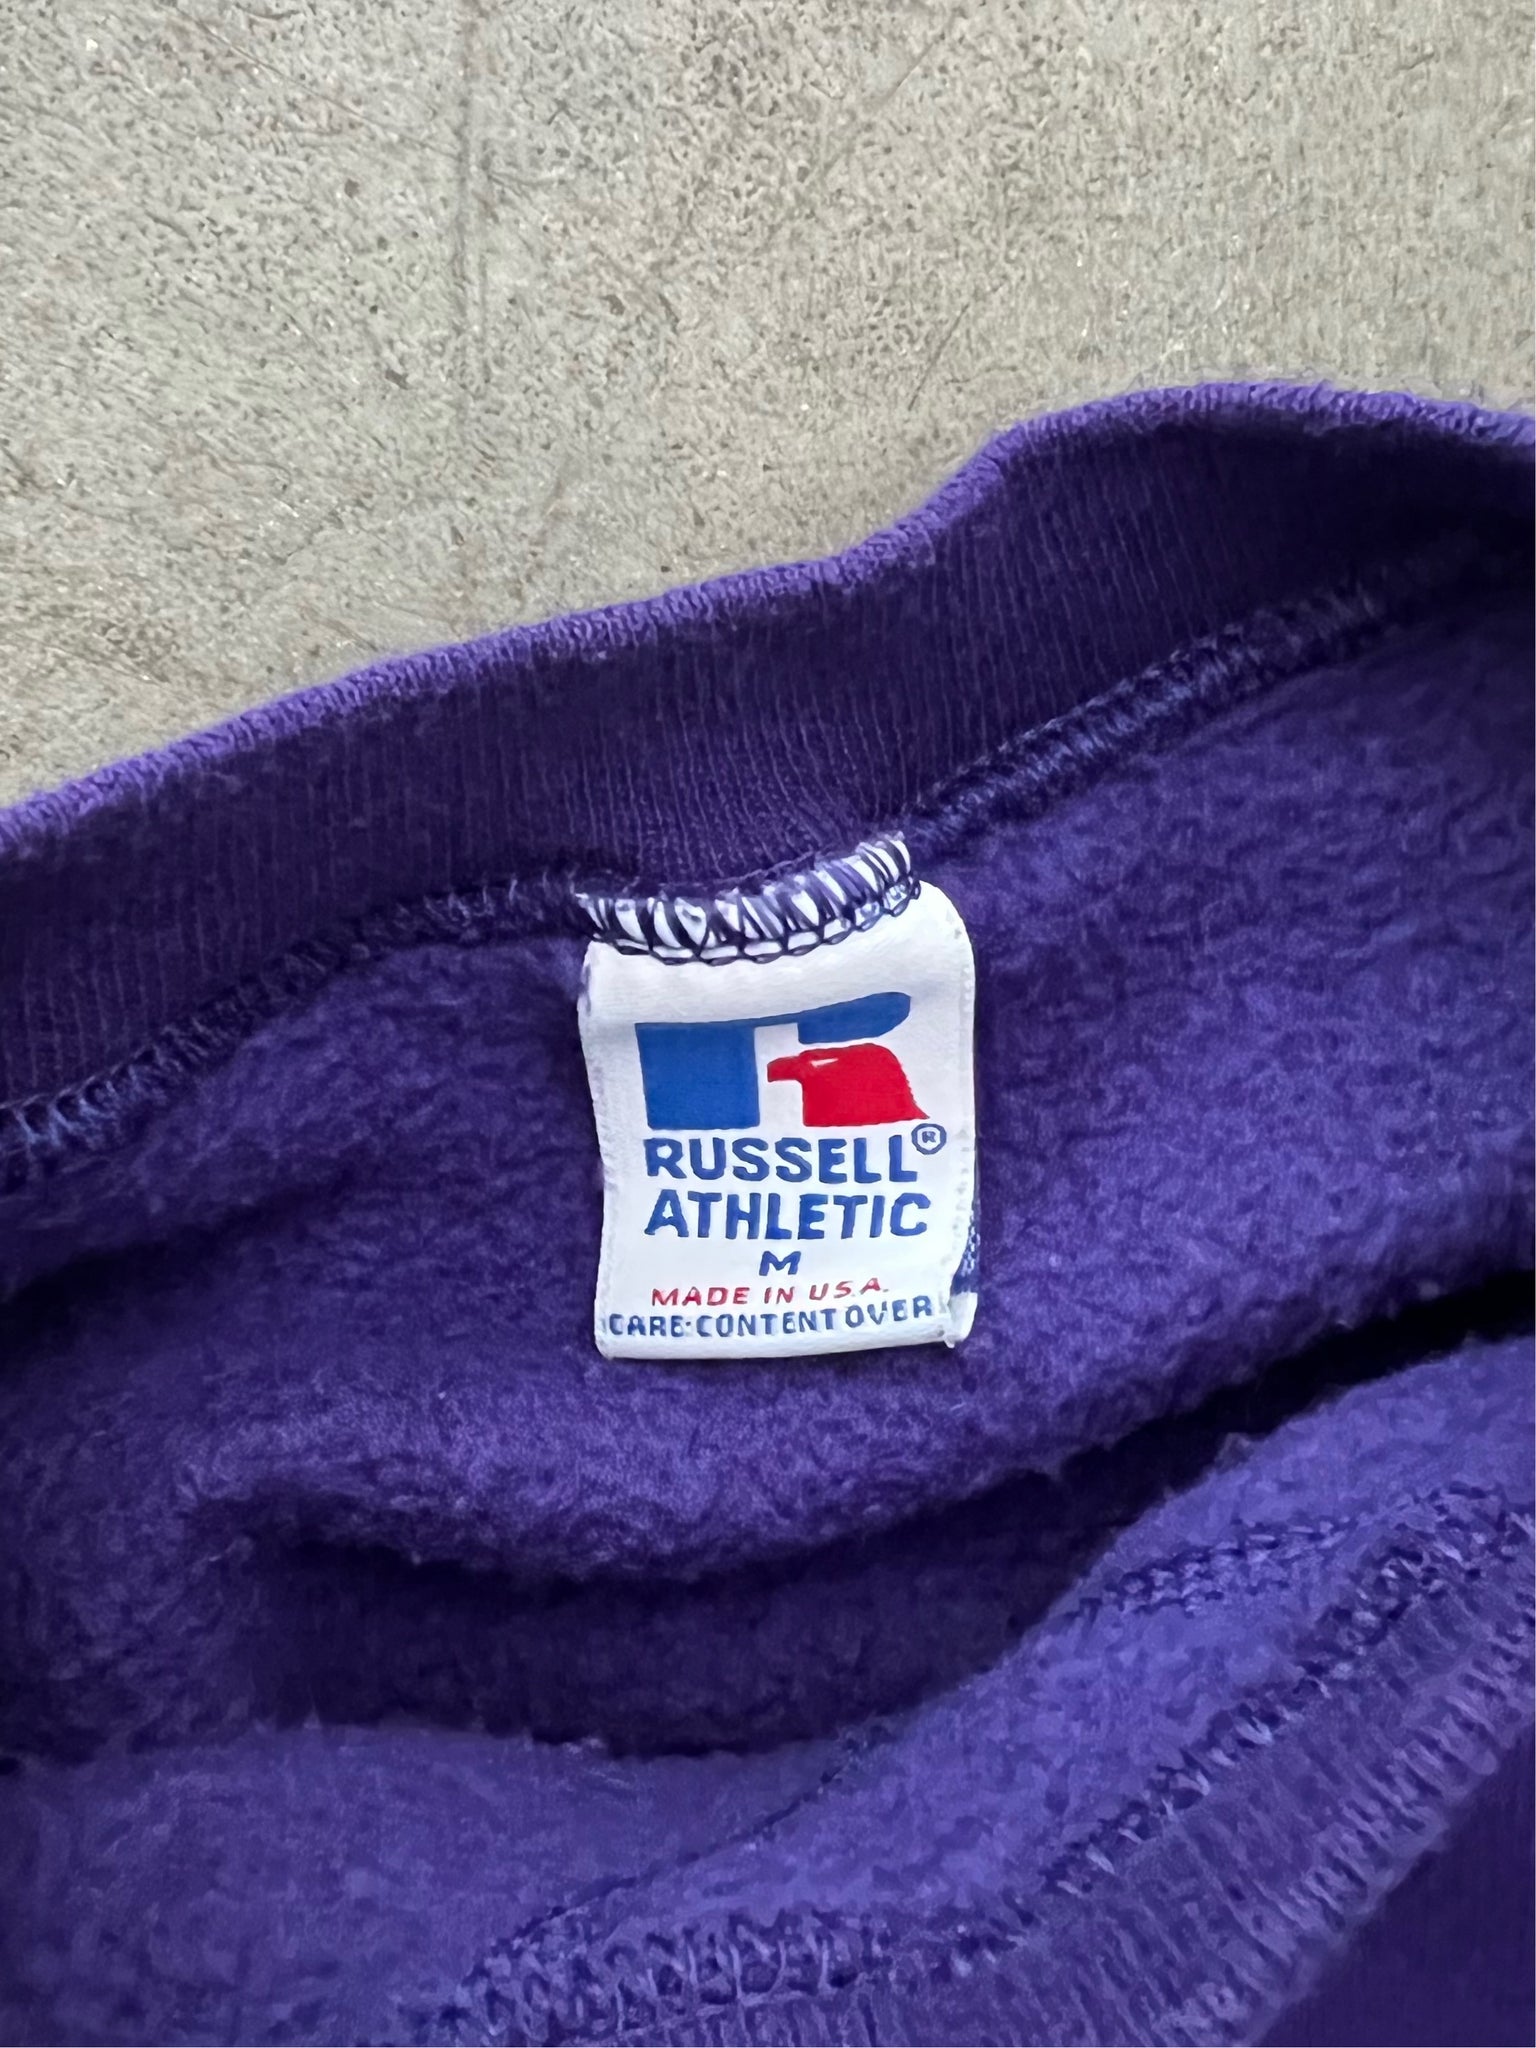 RUSSELL®
ATHLETIC
M
MADE IN U.S.A.
CARE·CONTENT OVER